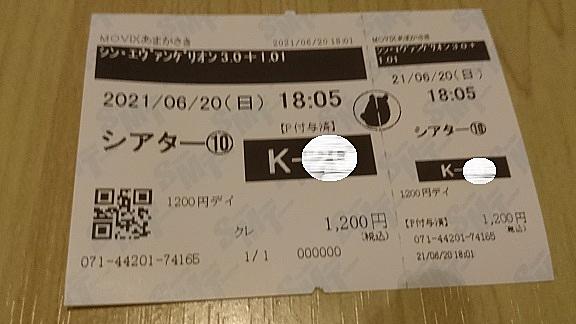 MOVIXあまがさき
2021/06/20 18:01
シン・エヴァンゲリオン3.0+1.01
2021/06/20(日) 18:05
【P付与済】
シアター⑩
K-
1200円デイ
クレ
1,200円
(税込)
071-44201-74165
1/1
000000
MOVIXあまがさき
シン・エヴァンゲリオン3.0+
1.01
21/06/20(日)
18:05
シアター⑩
K-
1200円デイ
【P付与済】
1,200円
(税込)
071-44201-74165
21/06/20 18:01